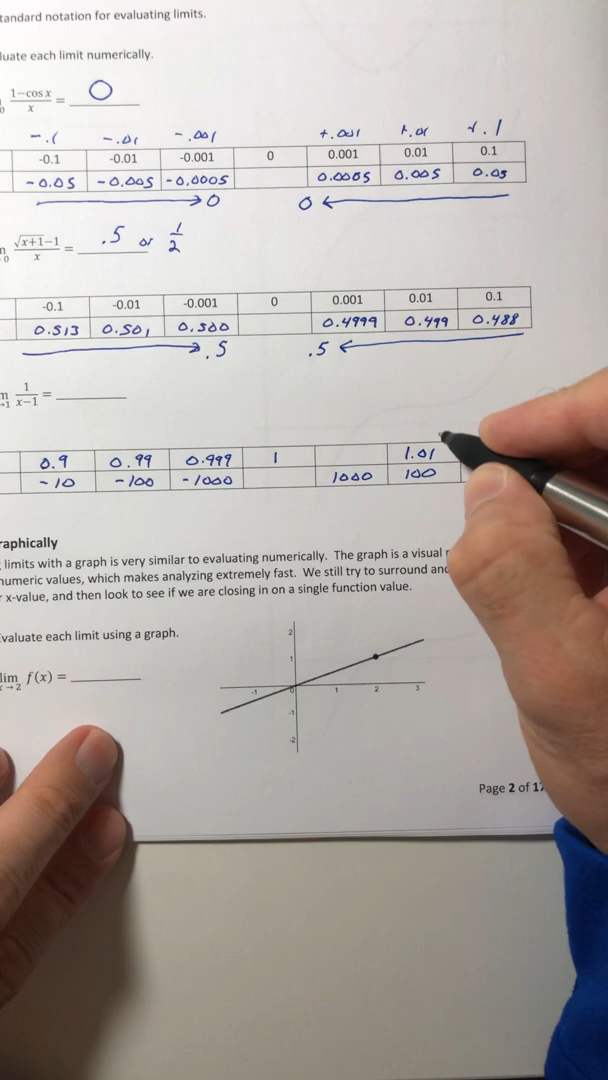 tandard notation for evaluating limits.
luate each limit numerically.
0 1-cos x / x = 0
-.1 -.01 -.001 +.001 +.01 +.1
-0.1 -0.01 -0.001 0 0.001 0.01 0.1
-0.05 -0.005 -0.0005 0.0005 0.005 0.05
→ 0 0 ←
n 0 √x+1-1 / x = .5 or 1/2
-0.1 -0.01 -0.001 0 0.001 0.01 0.1
0.513 0.501 0.500 0.4999 0.499 0.488
→ .5 .5 ←
m →1 1 / x-1 =
0.9 0.99 0.999 1 1.01
-10 -100 -1000 1000 100
raphically
limits with a graph is very similar to evaluating numerically. The graph is a visual
numeric values, which makes analyzing extremely fast. We still try to surround and
x-value, and then look to see if we are closing in on a single function value.
valuate each limit using a graph.
2
1
lim x→2 f(x) =
-1 0 1 2 3
-1
-2
Page 2 of 1